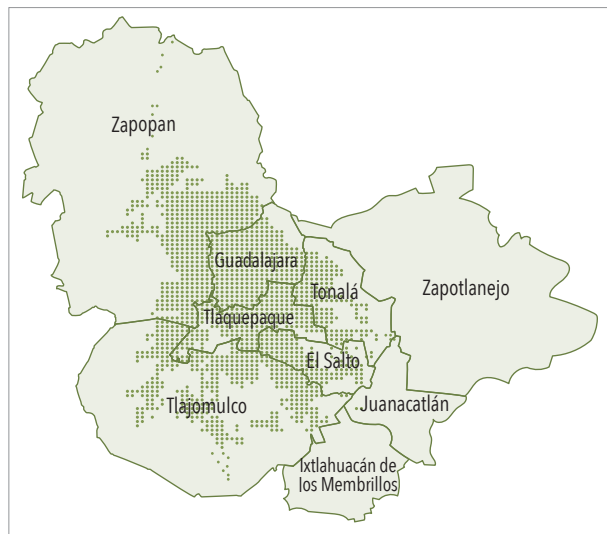 Zapopan
Guadalajara
Tonalá
Zapotlanejo
Tlaquepaque
El Salto
Tlajomulco
Juanacatlán
Ixtlahuacán de
los Membrillos